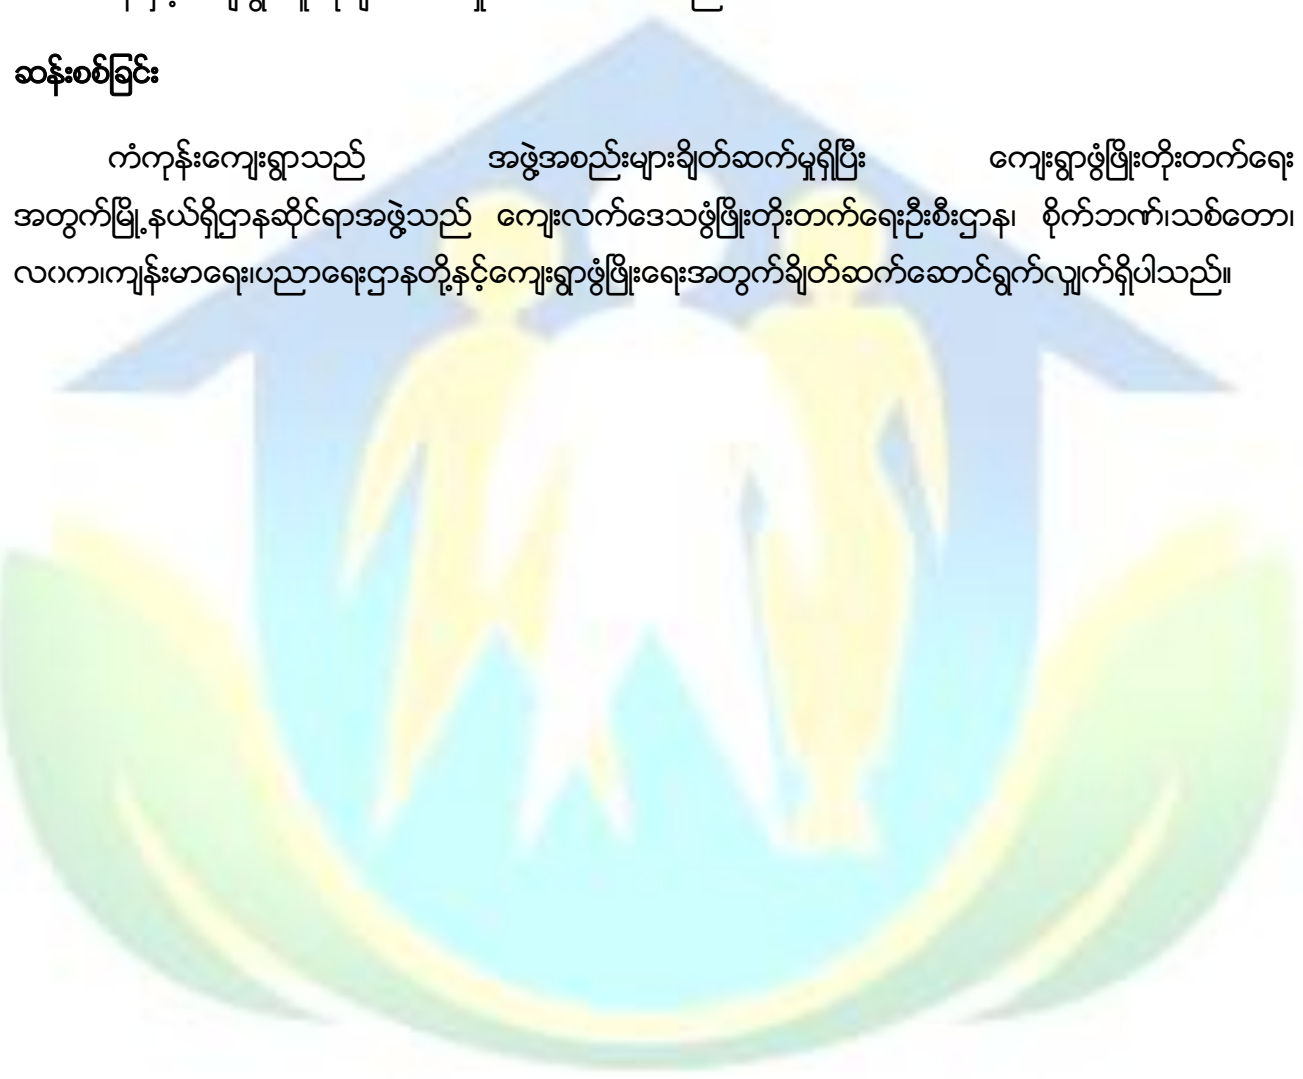 ဆန်းစစ်ခြင်း
ကံကုန်းကျေးရွာသည် အဖွဲ့အစည်းများချိတ်ဆက်မှုရှိပြီး ကျေးရွာဖွံဖြိုးတိုးတက်ရေး
အတွက်မြို့နယ်ရှိဌာနဆိုင်ရာအဖွဲ့သည် ကျေးလက်ဒေသဖွံဖြိုးတိုးတက်ရေးဦးစီးဌာန၊ စိုက်ဘဏ်၊သစ်တော၊
လ၀က၊ကျန်းမာရေး၊ပညာရေးဌာနတို့နှင့်ကျေးရွာဖွံဖြိုးရေးအတွက်ချိတ်ဆက်ဆောင်ရွက်လျှက်ရှိပါသည်။